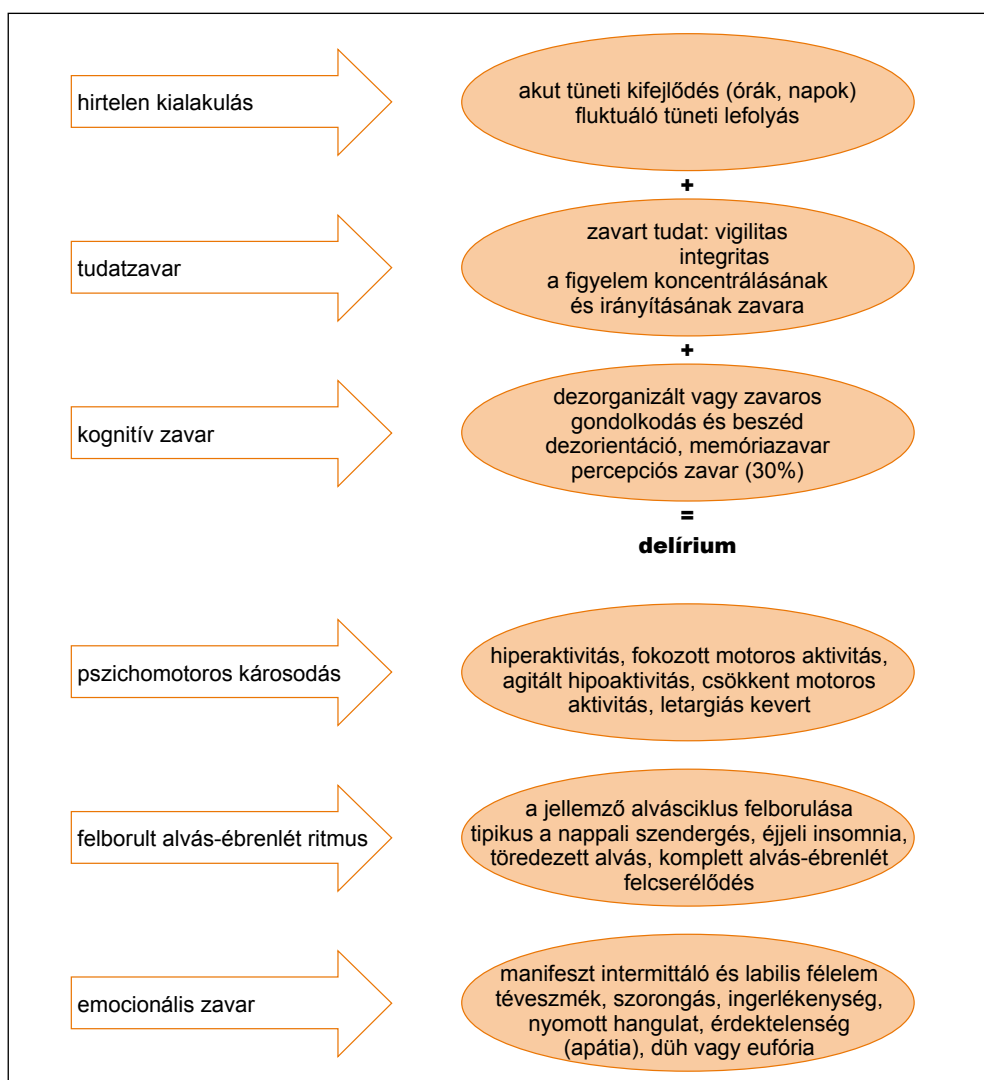 hirtelen kialakulás
akut tüneti kifejlődés (órák, napok)
fluktuáló tüneti lefolyás
+
tudatzavar
zavart tudat: vigilitas
integritas
a figyelem koncentrálásának
és irányításának zavara
+
kognitív zavar
dezorganizált vagy zavaros
gondolkodás és beszéd
dezorientáció, memóriazavar
percepciós zavar (30%)
=
delírium
pszichomotoros károsodás
hiperaktivitás, fokozott motoros aktivitás,
agitált hipoaktivitás, csökkent motoros
aktivitás, letargiás kevert
felborult alvás-ébrenlét ritmus
a jellemző alvásciklus felborulása
tipikus a nappali szendergés, éjjeli insomnia,
töredezett alvás, komplett alvás-ébrenlét
felcserélődés
emocionális zavar
manifeszt intermittáló és labilis félelem
téveszmék, szorongás, ingerlékenység,
nyomott hangulat, érdektelenség
(apátia), düh vagy eufória